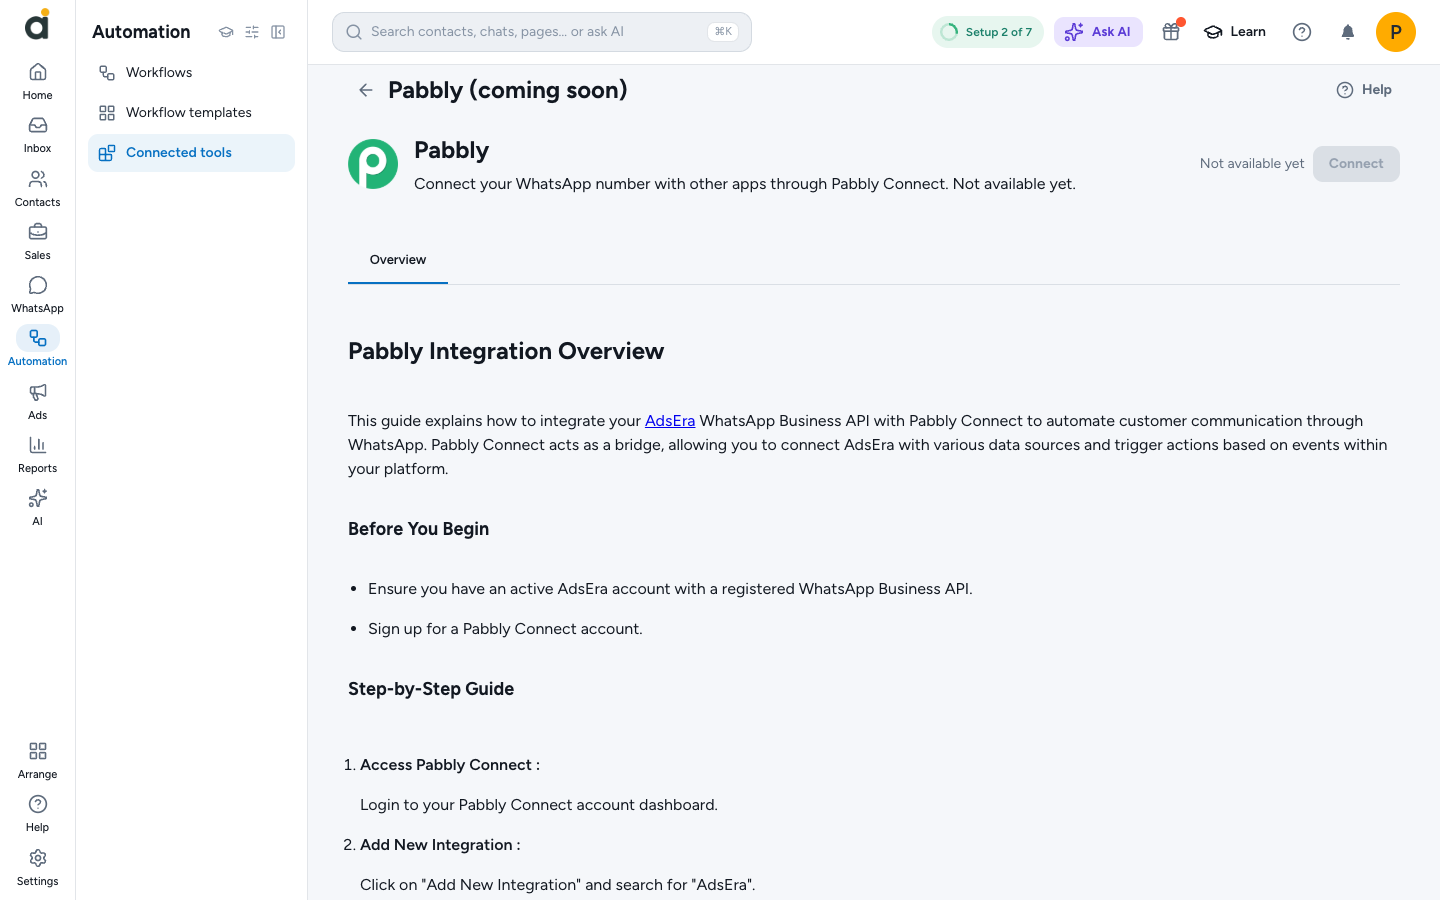 Home
Inbox
Contacts
Sales
WhatsApp
Automation
Ads
Reports
AI
Arrange
Help
Settings
Automation
Workflows
Workflow templates
Connected tools
Search contacts, chats, pages... or ask AI
⌘K
Setup 2 of 7
Ask AI
Learn
P
Pabbly (coming soon)
Help
Pabbly
Connect your WhatsApp number with other apps through Pabbly Connect. Not available yet.
Not available yet
Connect
Overview
Pabbly Integration Overview
This guide explains how to integrate your AdsEra WhatsApp Business API with Pabbly Connect to automate customer communication through
WhatsApp. Pabbly Connect acts as a bridge, allowing you to connect AdsEra with various data sources and trigger actions based on events within
your platform.
Before You Begin
• Ensure you have an active AdsEra account with a registered WhatsApp Business API.
• Sign up for a Pabbly Connect account.
Step-by-Step Guide
1. Access Pabbly Connect :
Login to your Pabbly Connect account dashboard.
2. Add New Integration :
Click on "Add New Integration" and search for "AdsEra".